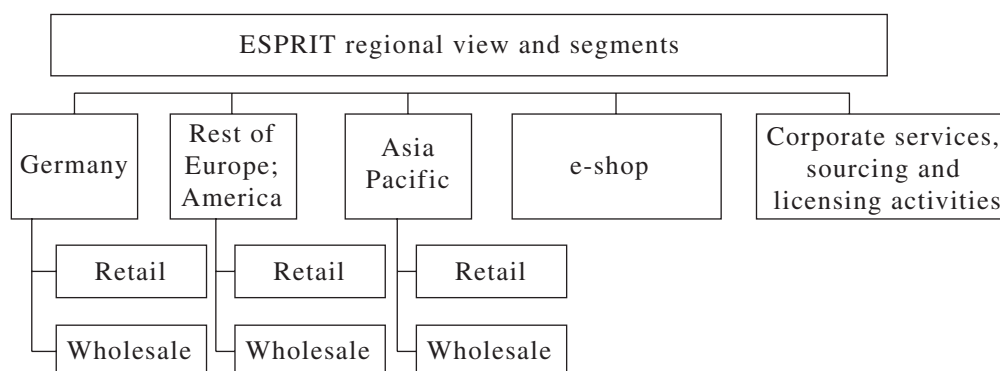 ESPRIT regional view and segments
Germany
Rest of
Europe;
America
Asia
Pacific
e-shop
Corporate services,
sourcing and
licensing activities
Retail
Retail
Retail
Wholesale
Wholesale
Wholesale